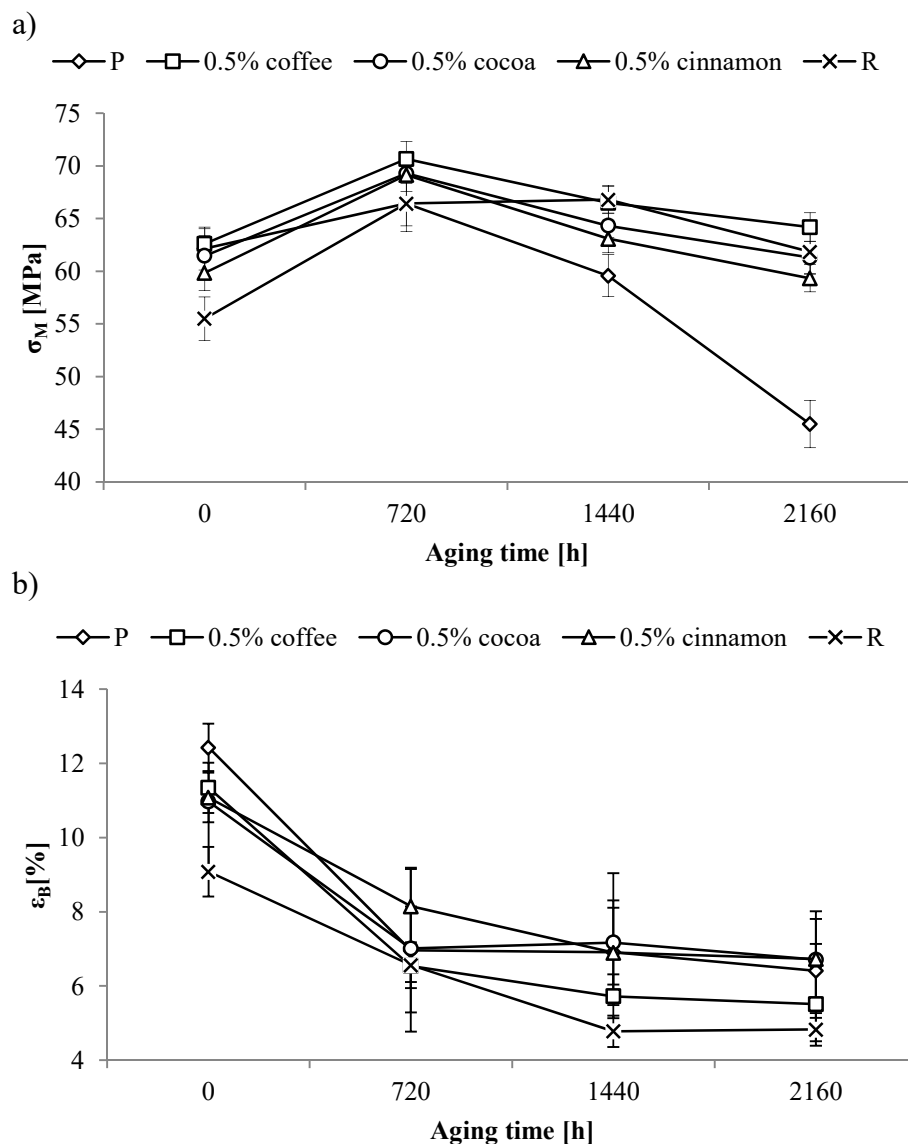 a)
P 0.5% coffee 0.5% cocoa 0.5% cinnamon R
75
70
65
60
55
50
45
40
σM [MPa]
0 720 1440 2160
Aging time [h]
b)
P 0.5% coffee 0.5% cocoa 0.5% cinnamon R
14
12
10
8
6
4
εB[%]
0 720 1440 2160
Aging time [h]